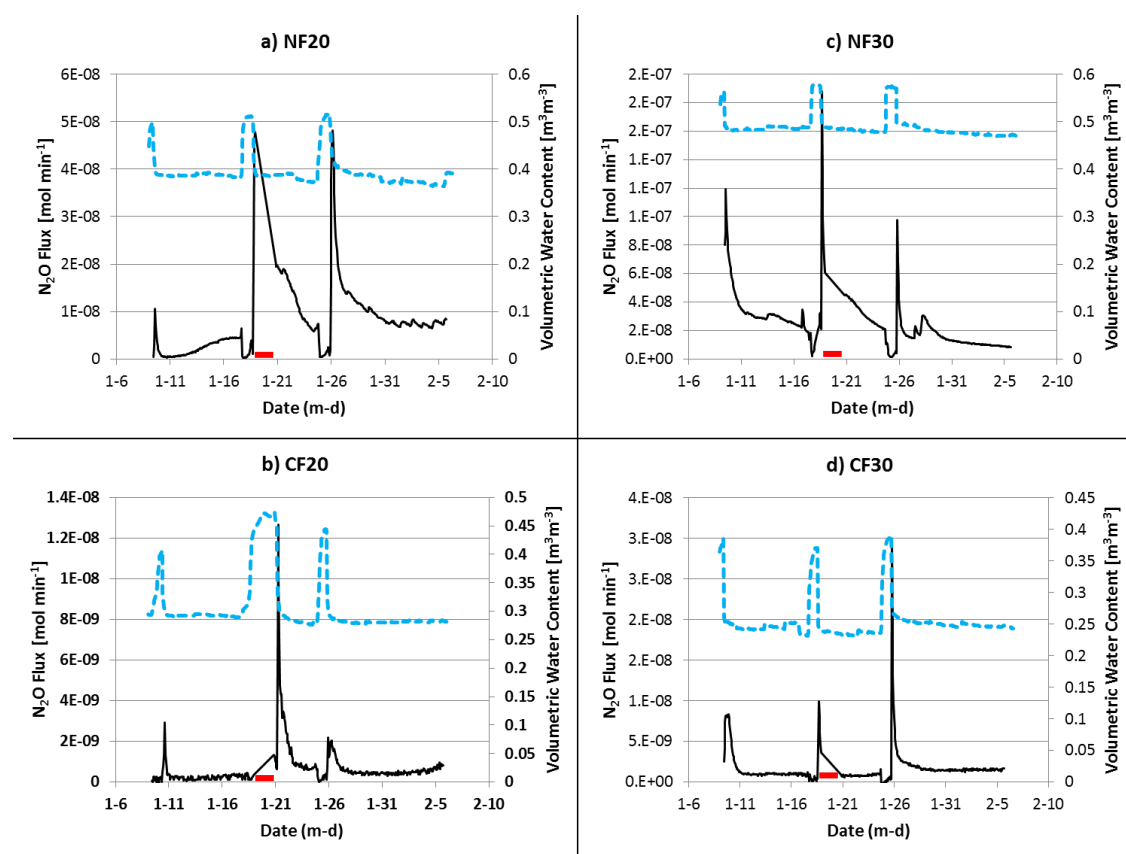 a) NF20
6E-08
5E-08
4E-08
3E-08
2E-08
1E-08
0
N₂O Flux [mol min⁻¹]
0.6
0.5
0.4
0.3
0.2
0.1
0
Volumetric Water Content [m³m⁻³]
1-6 1-11 1-16 1-21 1-26 1-31 2-5 2-10
Date (m-d)
c) NF30
2.E-07
2.E-07
2.E-07
1.E-07
1.E-07
1.E-07
8.E-08
6.E-08
4.E-08
2.E-08
0.E+00
N₂O Flux [mol min⁻¹]
0.6
0.5
0.4
0.3
0.2
0.1
0
Volumetric Water Content [m³m⁻³]
1-6 1-11 1-16 1-21 1-26 1-31 2-5 2-10
Date (m-d)
b) CF20
1.4E-08
1.2E-08
1E-08
8E-09
6E-09
4E-09
2E-09
0
N₂O Flux [mol min⁻¹]
0.5
0.45
0.4
0.35
0.3
0.25
0.2
0.15
0.1
0.05
0
Volumetric Water Content [m³m⁻³]
1-6 1-11 1-16 1-21 1-26 1-31 2-5 2-10
Date (m-d)
d) CF30
4.E-08
3.E-08
3.E-08
2.E-08
2.E-08
1.E-08
5.E-09
0.E+00
N₂O Flux [mol min⁻¹]
0.45
0.4
0.35
0.3
0.25
0.2
0.15
0.1
0.05
0
Volumetric Water Content [m³m⁻³]
1-6 1-11 1-16 1-21 1-26 1-31 2-5 2-10
Date (m-d)